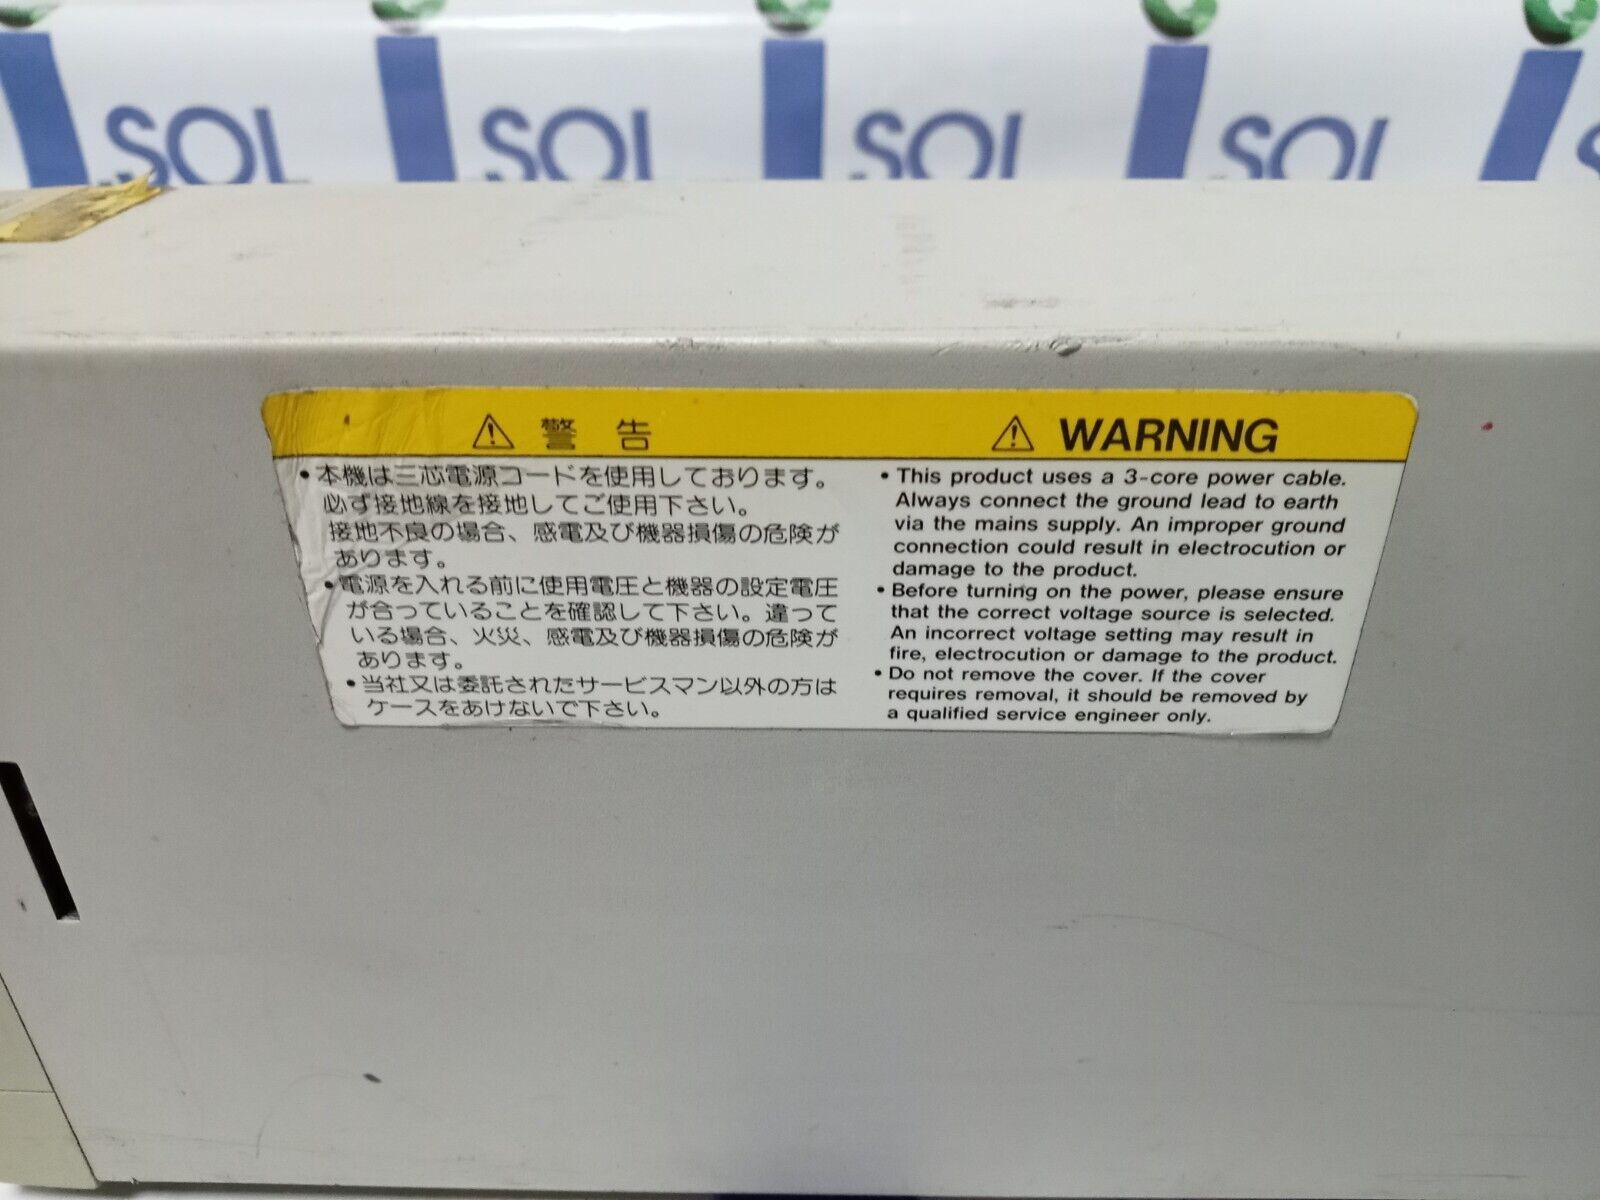 SOL SOL SOL SOL
警告
・本機は三芯電源コードを使用しております。
必ず接地線を接地してご使用下さい。
接地不良の場合、感電及び機器損傷の危険が
あります。
・電源を入れる前に使用電圧と機器の設定電圧
が合っていることを確認して下さい。違って
いる場合、火災、感電及び機器損傷の危険が
あります。
・当社又は委託されたサービスマン以外の方は
ケースをあけないで下さい。
WARNING
• This product uses a 3-core power cable.
Always connect the ground lead to earth
via the mains supply. An improper ground
connection could result in electrocution or
damage to the product.
• Before turning on the power, please ensure
that the correct voltage source is selected.
An incorrect voltage setting may result in
fire, electrocution or damage to the product.
• Do not remove the cover. If the cover
requires removal, it should be removed by
a qualified service engineer only.